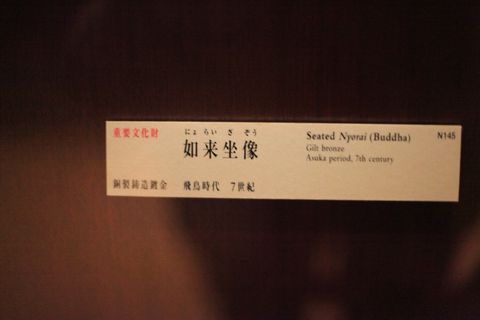 重要文化財
にょらいざぞう
如来坐像
銅製鋳造鍍金
飛鳥時代 7世紀
Seated Nyorai (Buddha)
Gilt bronze
Asuka period, 7th century
N145